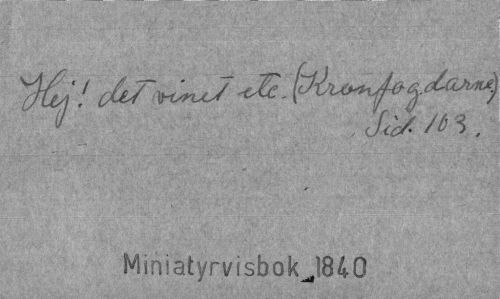 Hej! det vinet etc. (Kronfogdarne)
Sid. 103.
Miniatyrvisbok 1840